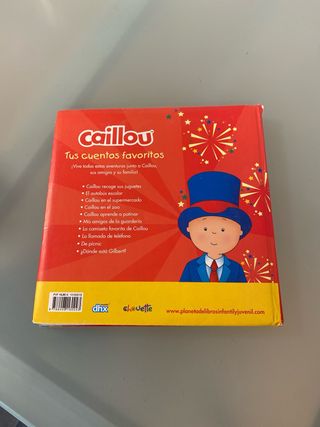 Caillou
Tus cuentos favoritos
¡Vive todas estas aventuras junto a Caillou,
sus amigos y su familia!
• Caillou recoge sus juguetes
• El autobús escolar
• Caillou en el supermercado
• Caillou en el zoo
• Caillou aprende a patinar
• Mis amigos de la guardería
• La camiseta favorita de Caillou
• La llamada de teléfono
• De picnic
• ¿Dónde está Gilbert?
dhx
chouette
www.planetadelibrosinfantilyjuvenil.com